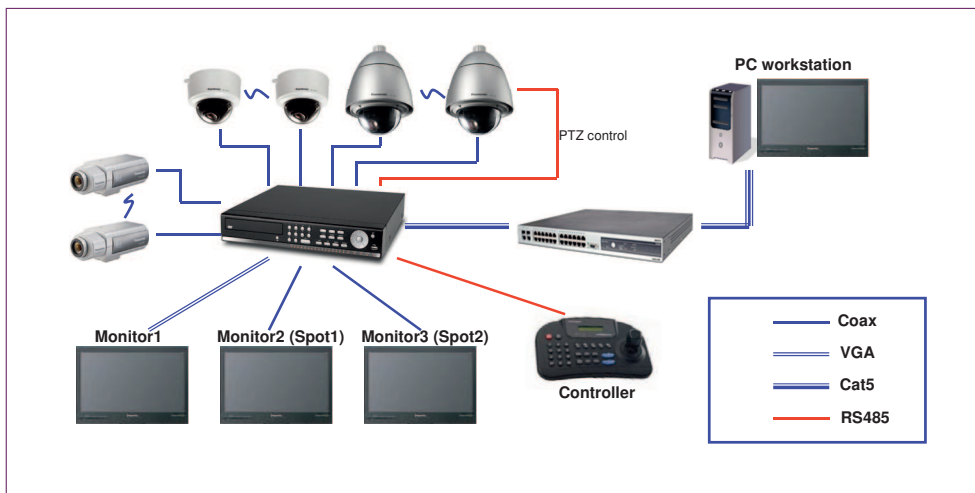 PC workstation
PTZ control
Monitor1
Monitor2 (Spot1)
Monitor3 (Spot2)
Controller
Coax
VGA
Cat5
RS485